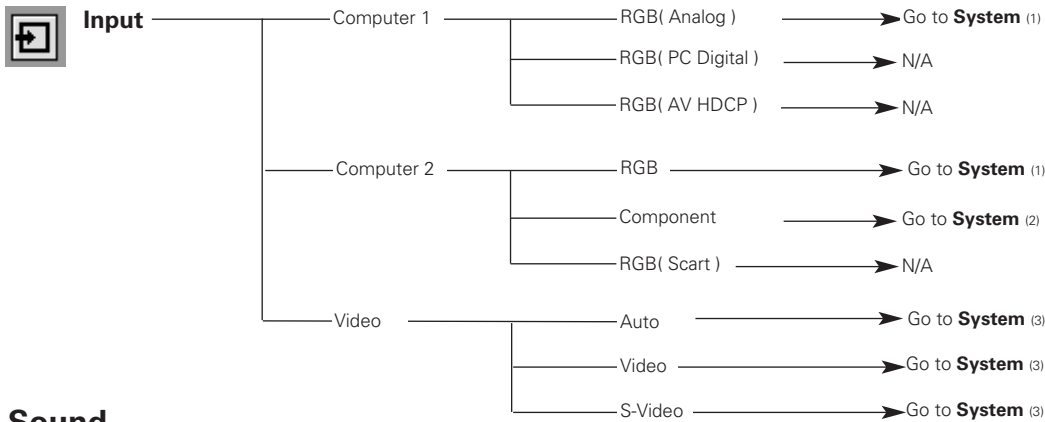 Input Computer 1 RGB( Analog ) Go to System (1)
RGB( PC Digital ) N/A
RGB( AV HDCP ) N/A
Computer 2 RGB Go to System (1)
Component Go to System (2)
RGB( Scart ) N/A
Video Auto Go to System (3)
Video Go to System (3)
S-Video Go to System (3)
Sound